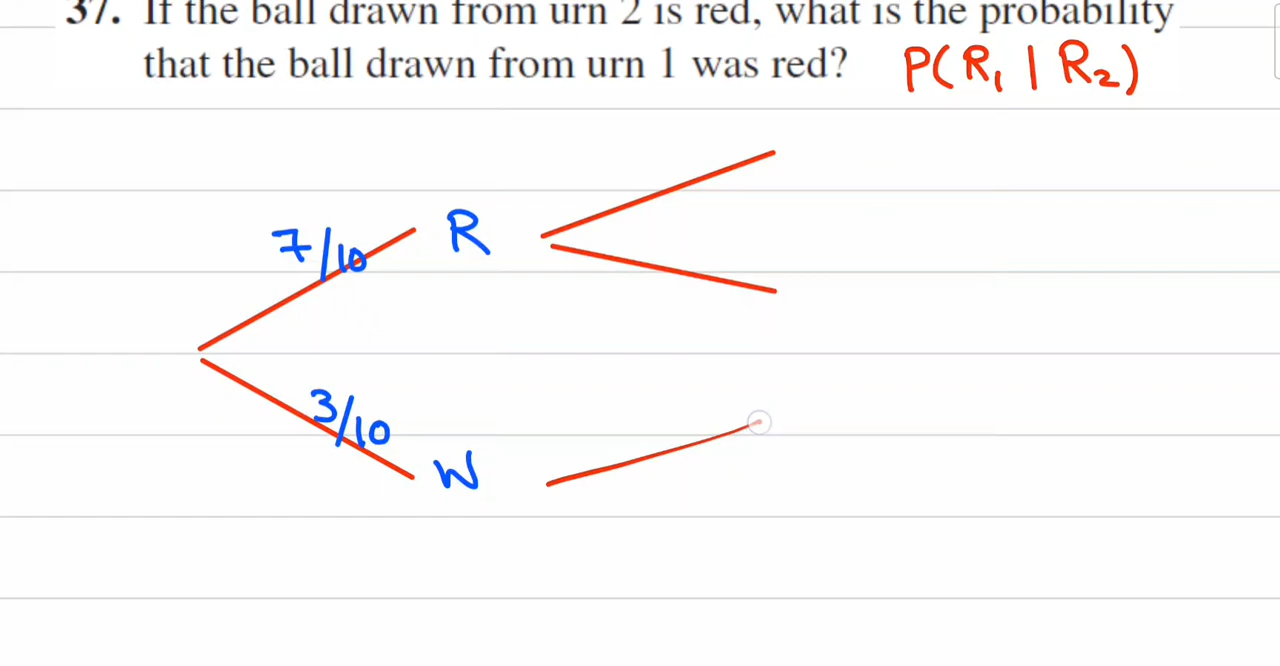 37. If the ball drawn from urn 2 is red, what is the probability
that the ball drawn from urn 1 was red? P(R₁ | R₂)
7/10 R
3/10
W